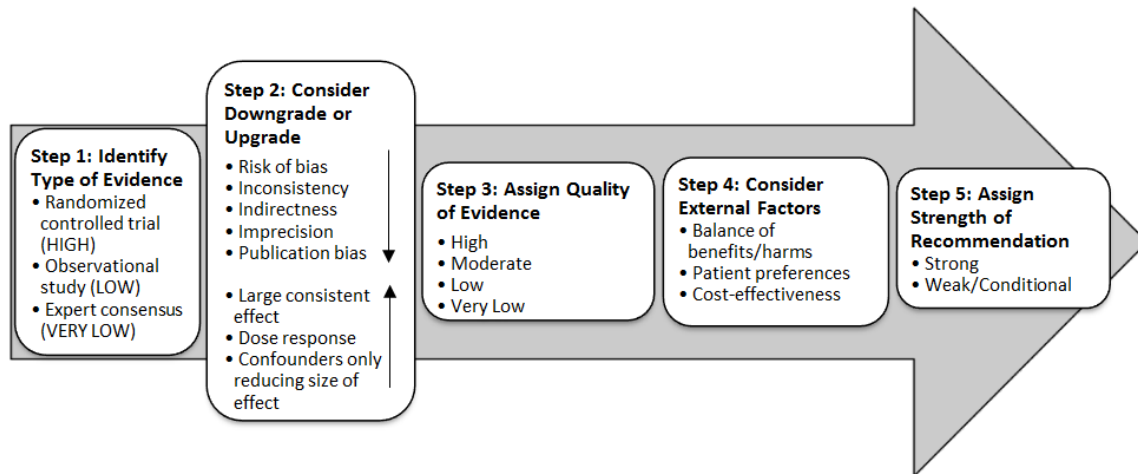 Step 1: Identify
Type of Evidence
• Randomized
controlled trial
(HIGH)
• Observational
study (LOW)
• Expert consensus
(VERY LOW)
Step 2: Consider
Downgrade or
Upgrade
• Risk of bias
• Inconsistency
• Indirectness
• Imprecision
• Publication bias
• Large consistent
effect
• Dose response
• Confounders only
reducing size of
effect
Step 3: Assign Quality
of Evidence
• High
• Moderate
• Low
• Very Low
Step 4: Consider
External Factors
• Balance of
benefits/harms
• Patient preferences
• Cost-effectiveness
Step 5: Assign
Strength of
Recommendation
• Strong
• Weak/Conditional